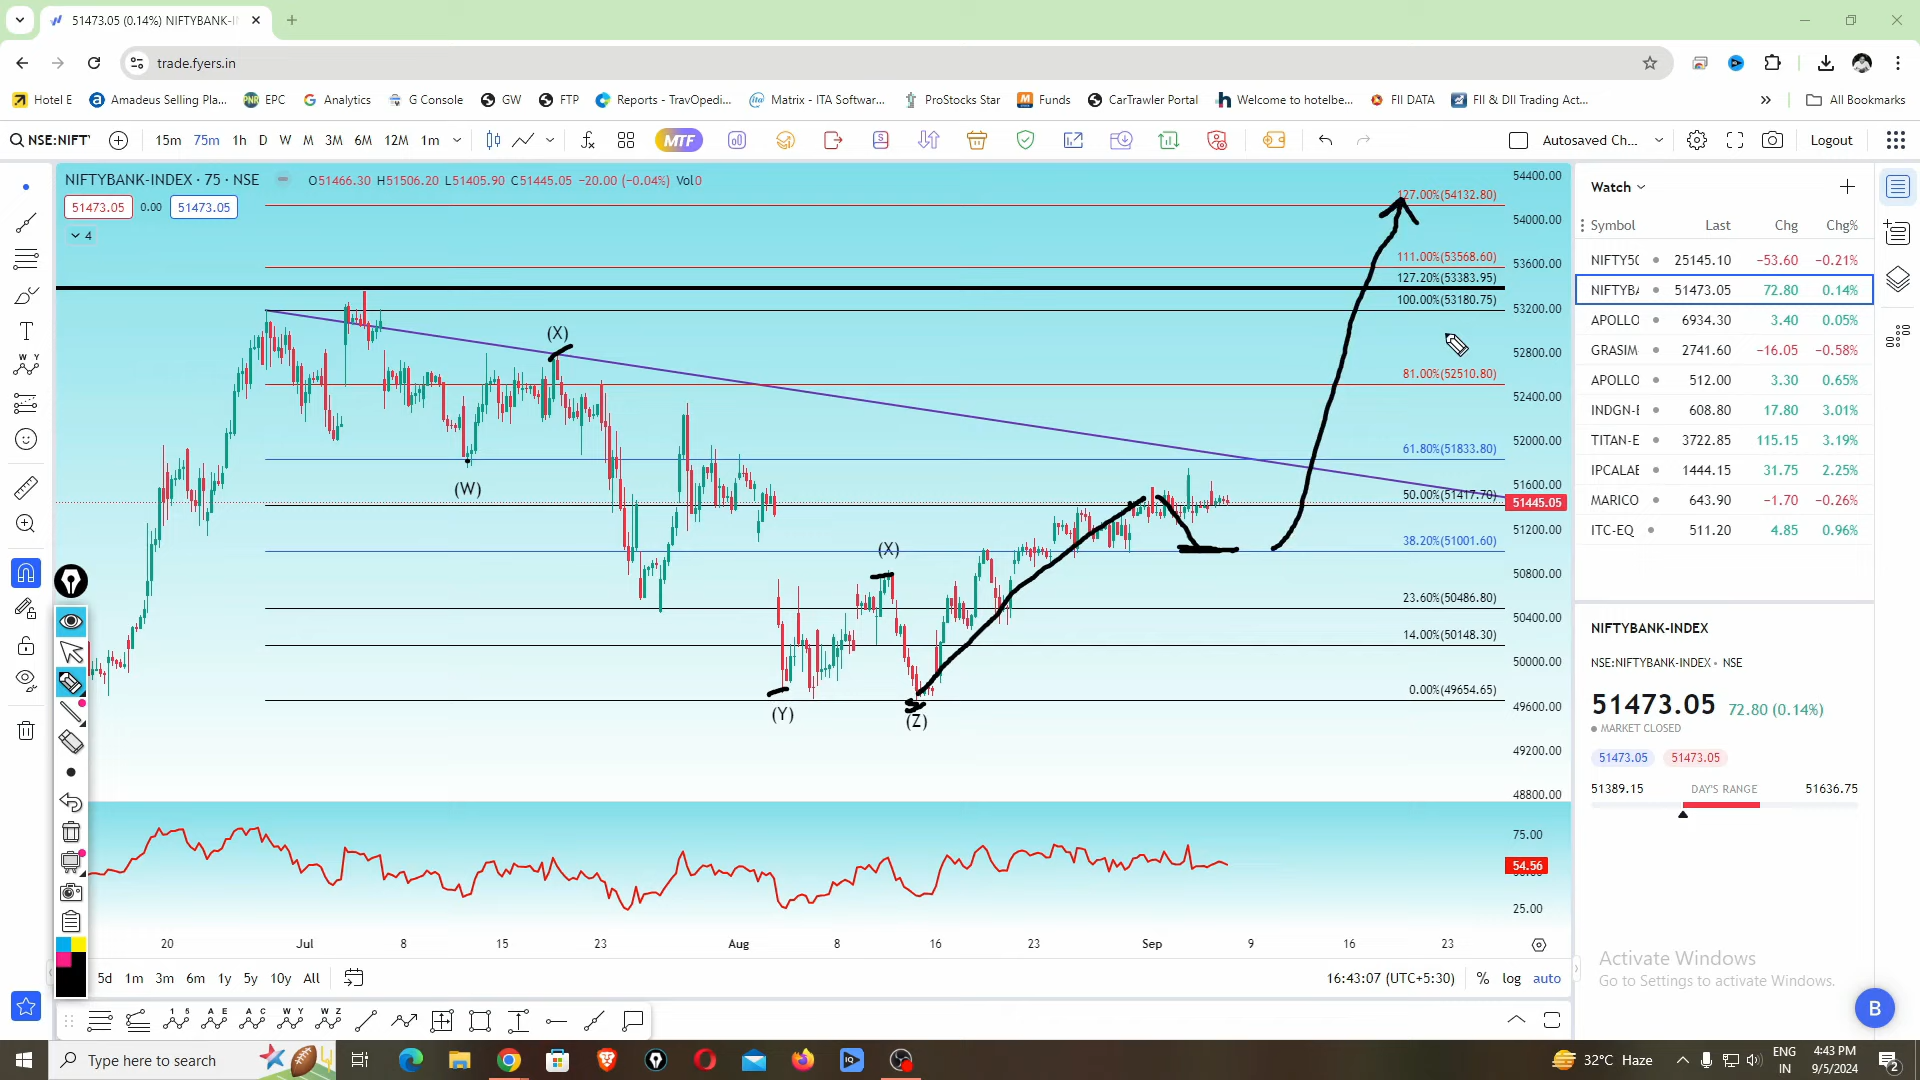 51473.05 (0.14%) NIFTYBANK-IN
trade.fyers.in
Hotel E
Amadeus Selling Pla...
EPC
Analytics
G Console
GW
FTP
Reports - TravOpedi...
Matrix - ITA Softwar...
ProStocks Star
Funds
CarTrawler Portal
Welcome to hotelbe...
FII DATA
FII & DII Trading Act...
All Bookmarks
NSE:NIFTY
15m 75m 1h D W M 3M 6M 12M 1m
MTF
Autosaved Ch...
Logout
NIFTYBANK-INDEX · 75 · NSE
O51466.30 H51506.20 L51405.90 C51445.05 −20.00 (−0.04%) Vol0
51473.05 0.00 51473.05
4
127.00%(54132.80)
111.00%(53568.60)
127.20%(53383.95)
100.00%(53180.75)
81.00%(52510.80)
61.80%(51833.80)
50.00%(51417.70)
38.20%(51001.60)
23.60%(50486.80)
14.00%(50148.30)
0.00%(49654.65)
(X)
(W)
(X)
(Y)
(Z)
54400.00
54000.00
53600.00
53200.00
52800.00
52400.00
52000.00
51600.00
51445.05
51200.00
50800.00
50400.00
50000.00
49600.00
49200.00
48800.00
75.00
54.56
25.00
20 Jul 8 15 23 Aug 8 16 23 Sep 9 16 23
5d 1m 3m 6m 1y 5y 10y All
16:43:07 (UTC+5:30) % log auto
Watch
Symbol Last Chg Chg%
NIFTY50 25145.10 −53.60 −0.21%
NIFTYBA 51473.05 72.80 0.14%
APOLLO 6934.30 3.40 0.05%
GRASIM 2741.60 −16.05 −0.58%
APOLLO 512.00 3.30 0.65%
INDGN-E 608.80 17.80 3.01%
TITAN-E 3722.85 115.15 3.19%
IPCALAB 1444.15 31.75 2.25%
MARICO 643.90 −1.70 −0.26%
ITC-EQ 511.20 4.85 0.96%
NIFTYBANK-INDEX
NSE:NIFTYBANK-INDEX • NSE
51473.05 72.80 (0.14%)
MARKET CLOSED
51473.05 51473.05
51389.15 DAY'S RANGE 51636.75
Activate Windows
Go to Settings to activate Windows.
B
Type here to search
32°C Haze
ENG
IN
4:43 PM
9/5/2024
2